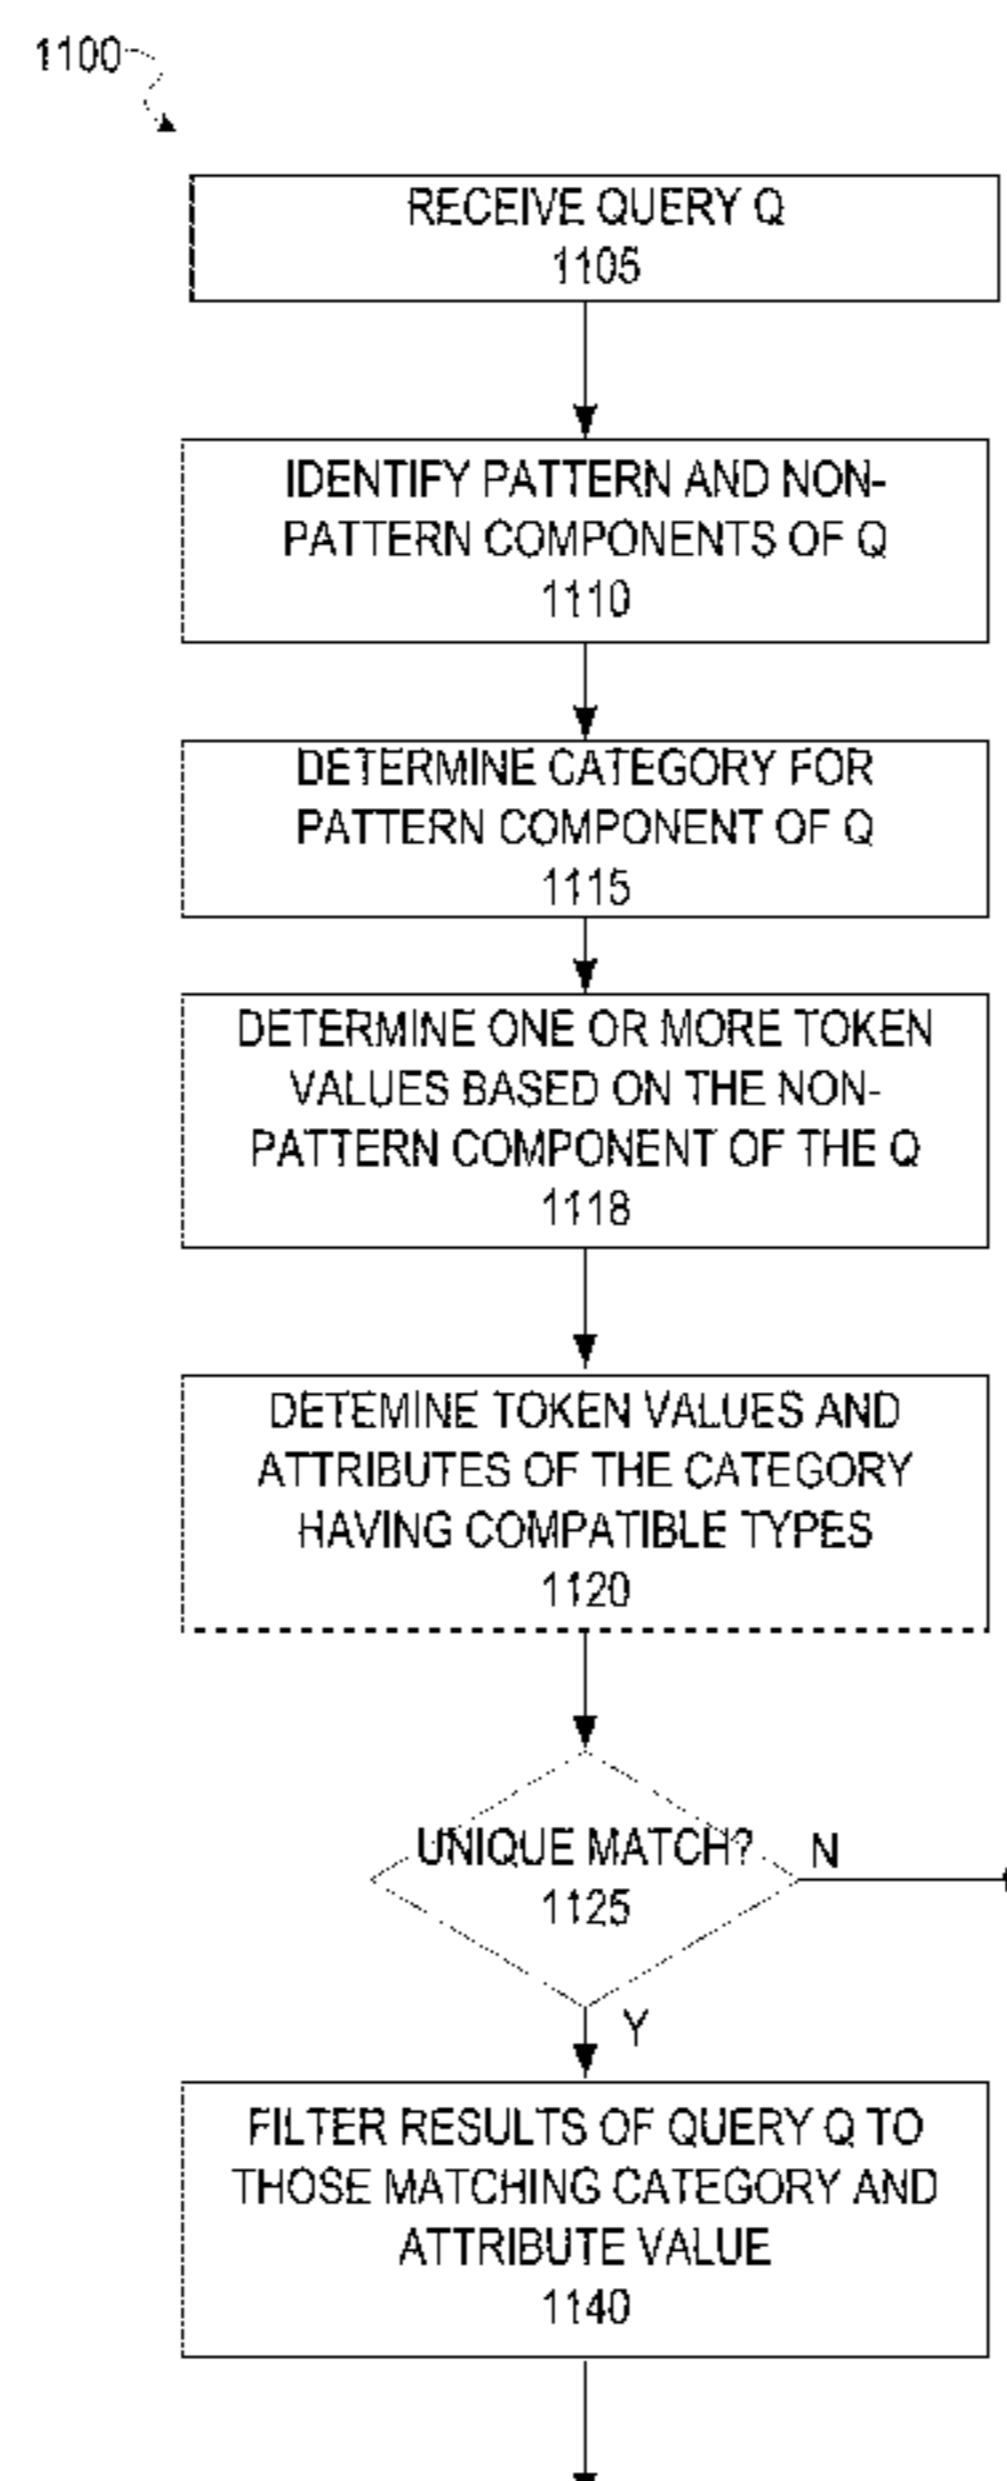 1100
RECEIVE QUERY Q
1105
IDENTIFY PATTERN AND NON-
PATTERN COMPONENTS OF Q
1110
DETERMINE CATEGORY FOR
PATTERN COMPONENT OF Q
1115
DETERMINE ONE OR MORE TOKEN
VALUES BASED ON THE NON-
PATTERN COMPONENT OF THE Q
1118
DETEMINE TOKEN VALUES AND
ATTRIBUTES OF THE CATEGORY
HAVING COMPATIBLE TYPES
1120
UNIQUE MATCH?
N
1125
Y
FILTER RESULTS OF QUERY Q TO
THOSE MATCHING CATEGORY AND
ATTRIBUTE VALUE
1140